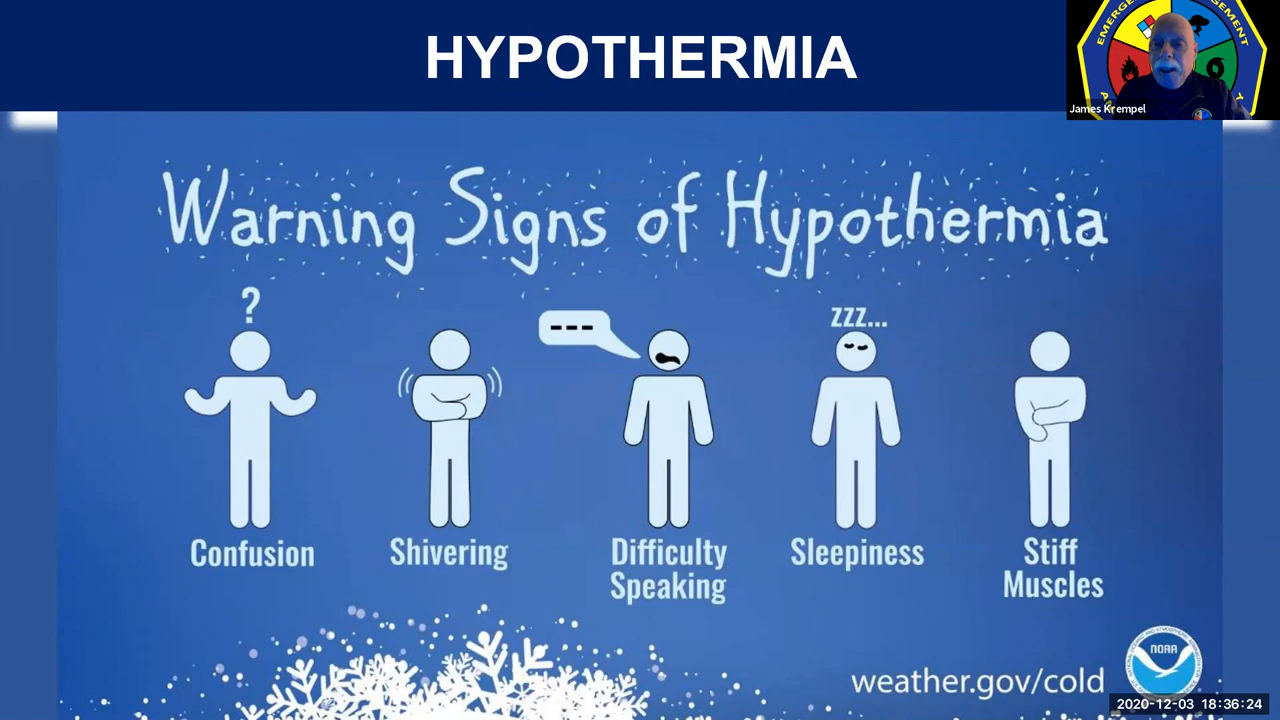 HYPOTHERMIA
James Krempel
Warning Signs of Hypothermia
?
---
zzz...
Confusion
Shivering
Difficulty
Speaking
Sleepiness
Stiff
Muscles
NOAA
weather.gov/cold
2020-12-03 18:36:24